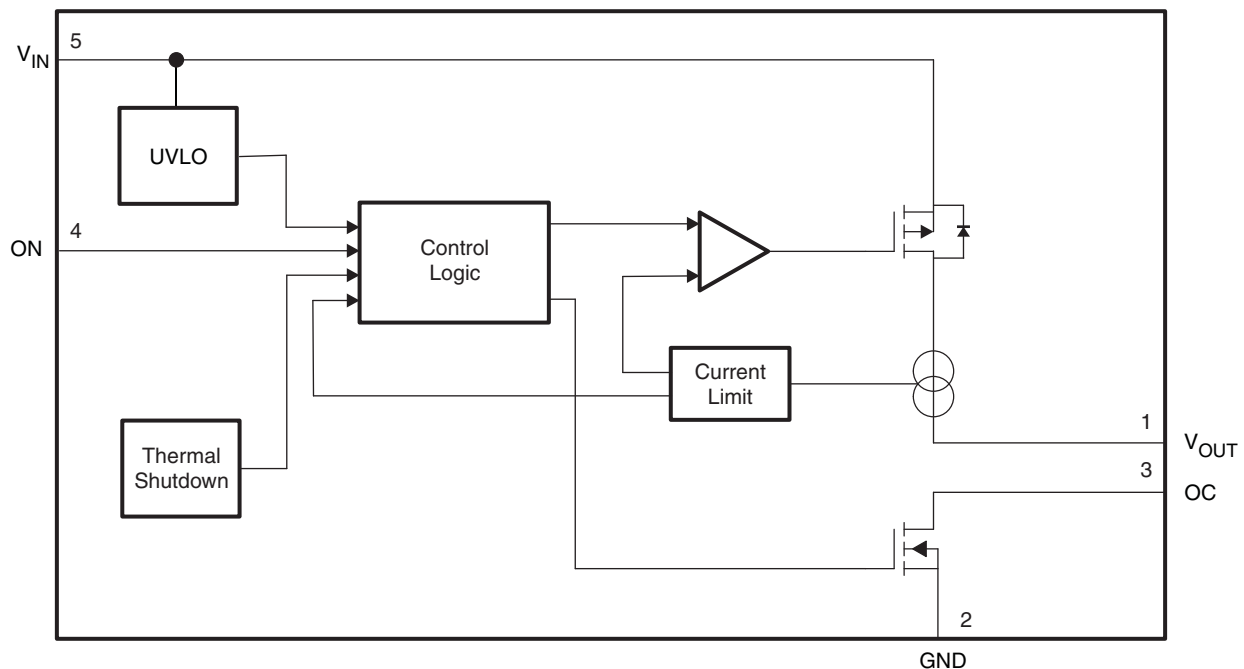 5
V_IN
UVLO
4
ON
Control
Logic
Current
Limit
1
V_OUT
Thermal
Shutdown
3
OC
2
GND